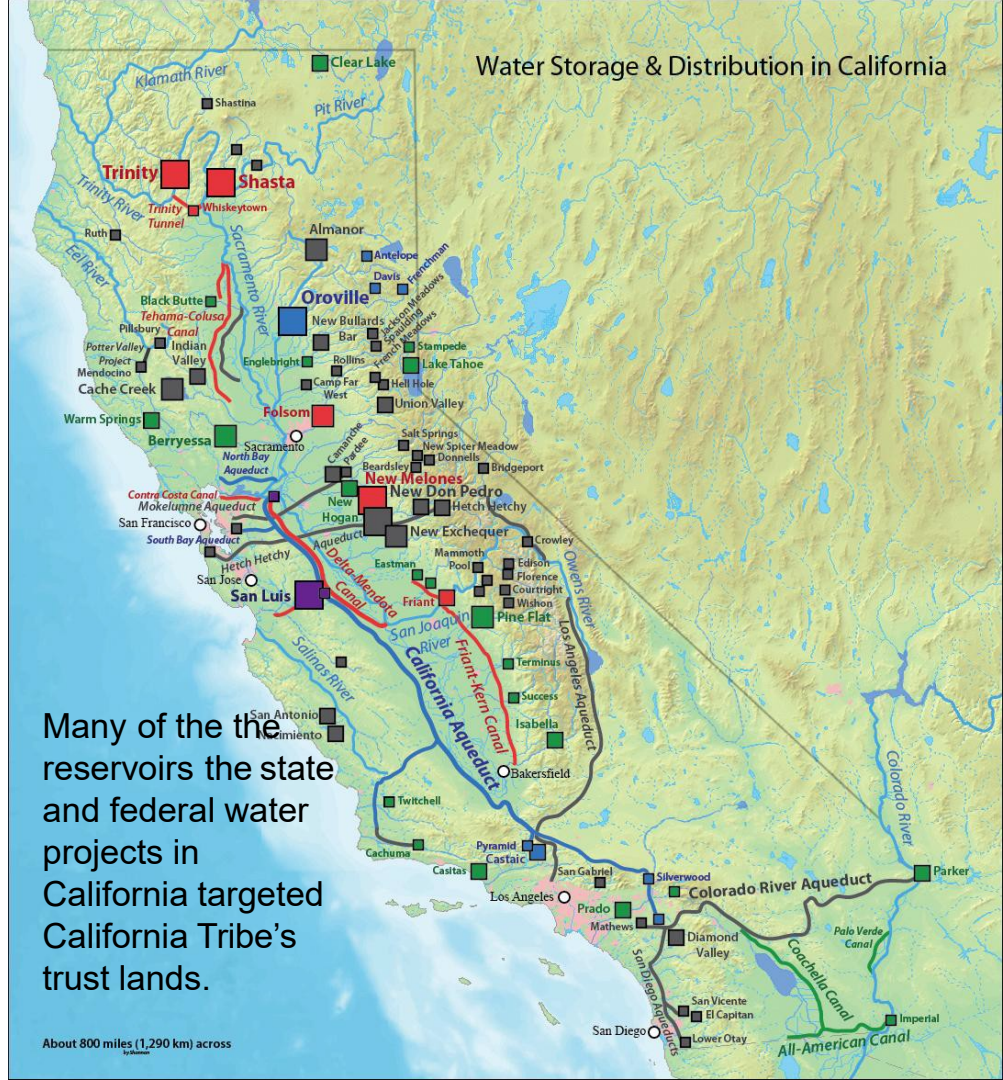 Water Storage & Distribution in California
Clear Lake
Klamath River
Shastina
Pit River
Trinity
Shasta
Trinity River
Trinity
Tunnel
Whiskeytown
Ruth
Eel River
Sacramento River
Almanor
Antelope
Davis
Frenchman
Black Butte
Oroville
Tehama-Colusa
Canal
Jackson Meadows
Spaulding
French Meadows
New Bullards
Bar
Pillsbury
Potter Valley
Project
Indian
Valley
Mendocino
Stampede
Lake Tahoe
Englebright
Rollins
Cache Creek
Camp Far
West
Hell Hole
Union Valley
Warm Springs
Folsom
Berryessa
Sacramento
North Bay
Aqueduct
Camanche
Pardee
Salt Springs
New Spicer Meadow
Donnells
Beardsley
Bridgeport
New Melones
New Don Pedro
Contra Costa Canal
Mokelumne Aqueduct
New
Hogan
Hetch Hetchy
San Francisco
South Bay Aqueduct
Hetch Hetchy
Aqueduct
New Exchequer
Crowley
Mammoth
Pool
Edison
Florence
Courtright
Wishon
San Jose
San Luis
Delta-Mendota
Canal
Eastman
Friant
Pine Flat
Owens River
San Joaquin
River
Salinas River
California Aqueduct
Friant-Kern Canal
Los Angeles Aqueduct
Terminus
Success
Isabella
San Antonio
Nacimiento
Bakersfield
Many of the the
reservoirs the state
and federal water
projects in
California targeted
California Tribe’s
trust lands.
Colorado River
Twitchell
Cachuma
Pyramid
Castaic
Casitas
San Gabriel
Silverwood
Parker
Colorado River Aqueduct
Los Angeles
Prado
Mathews
Diamond
Valley
Palo Verde
Canal
Coachella Canal
San Diego Aqueducts
San Vicente
El Capitan
Imperial
San Diego
Lower Otay
All-American Canal
About 800 miles (1,290 km) across
by Shannon